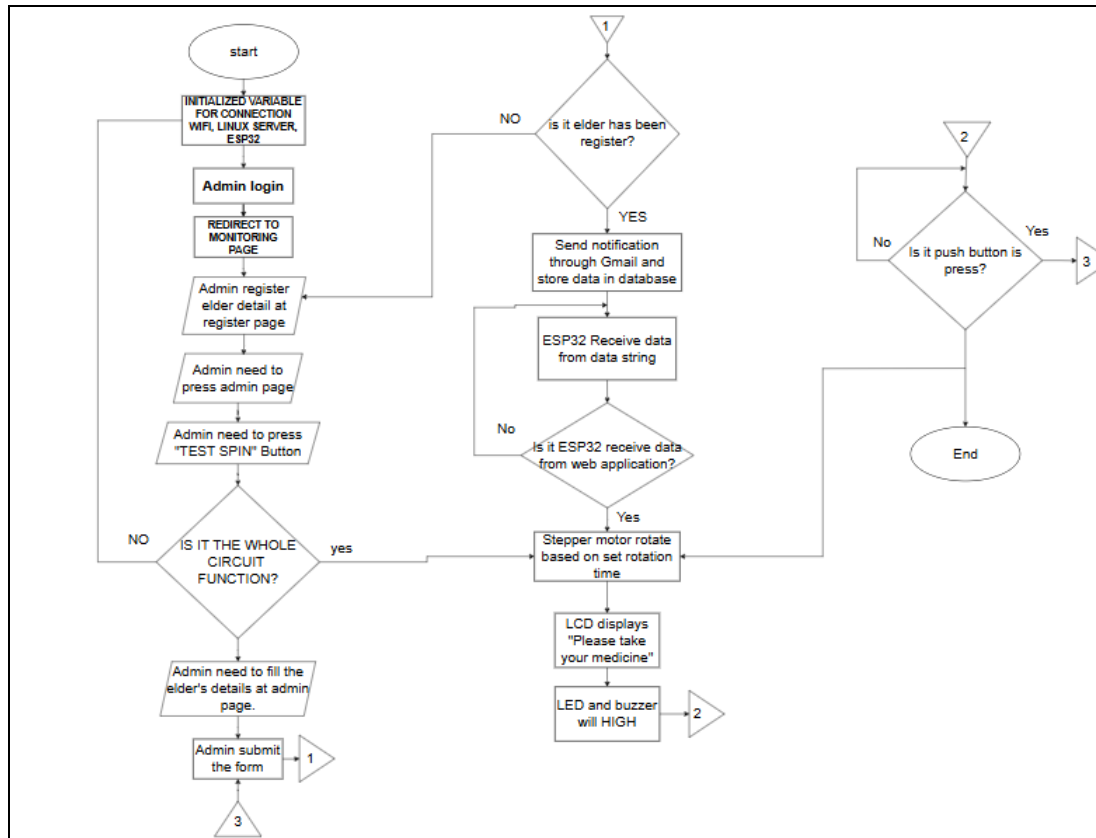 start
INITIALIZED VARIABLE
FOR CONNECTION
WIFI, LINUX SERVER,
ESP32
Admin login
REDIRECT TO
MONITORING
PAGE
Admin register
elder detail at
register page
Admin need to
press admin page
Admin need to press
"TEST SPIN" Button
NO
IS IT THE WHOLE
CIRCUIT
FUNCTION?
yes
Admin need to fill the
elder's details at admin
page.
Admin submit
the form
1
3
1
NO
is it elder has been
register?
YES
Send notification
through Gmail and
store data in database
ESP32 Receive data
from data string
No
Is it ESP32 receive data
from web application?
Yes
Stepper motor rotate
based on set rotation
time
LCD displays
"Please take
your medicine"
LED and buzzer
will HIGH
2
2
No
Is it push button is
press?
Yes
3
End